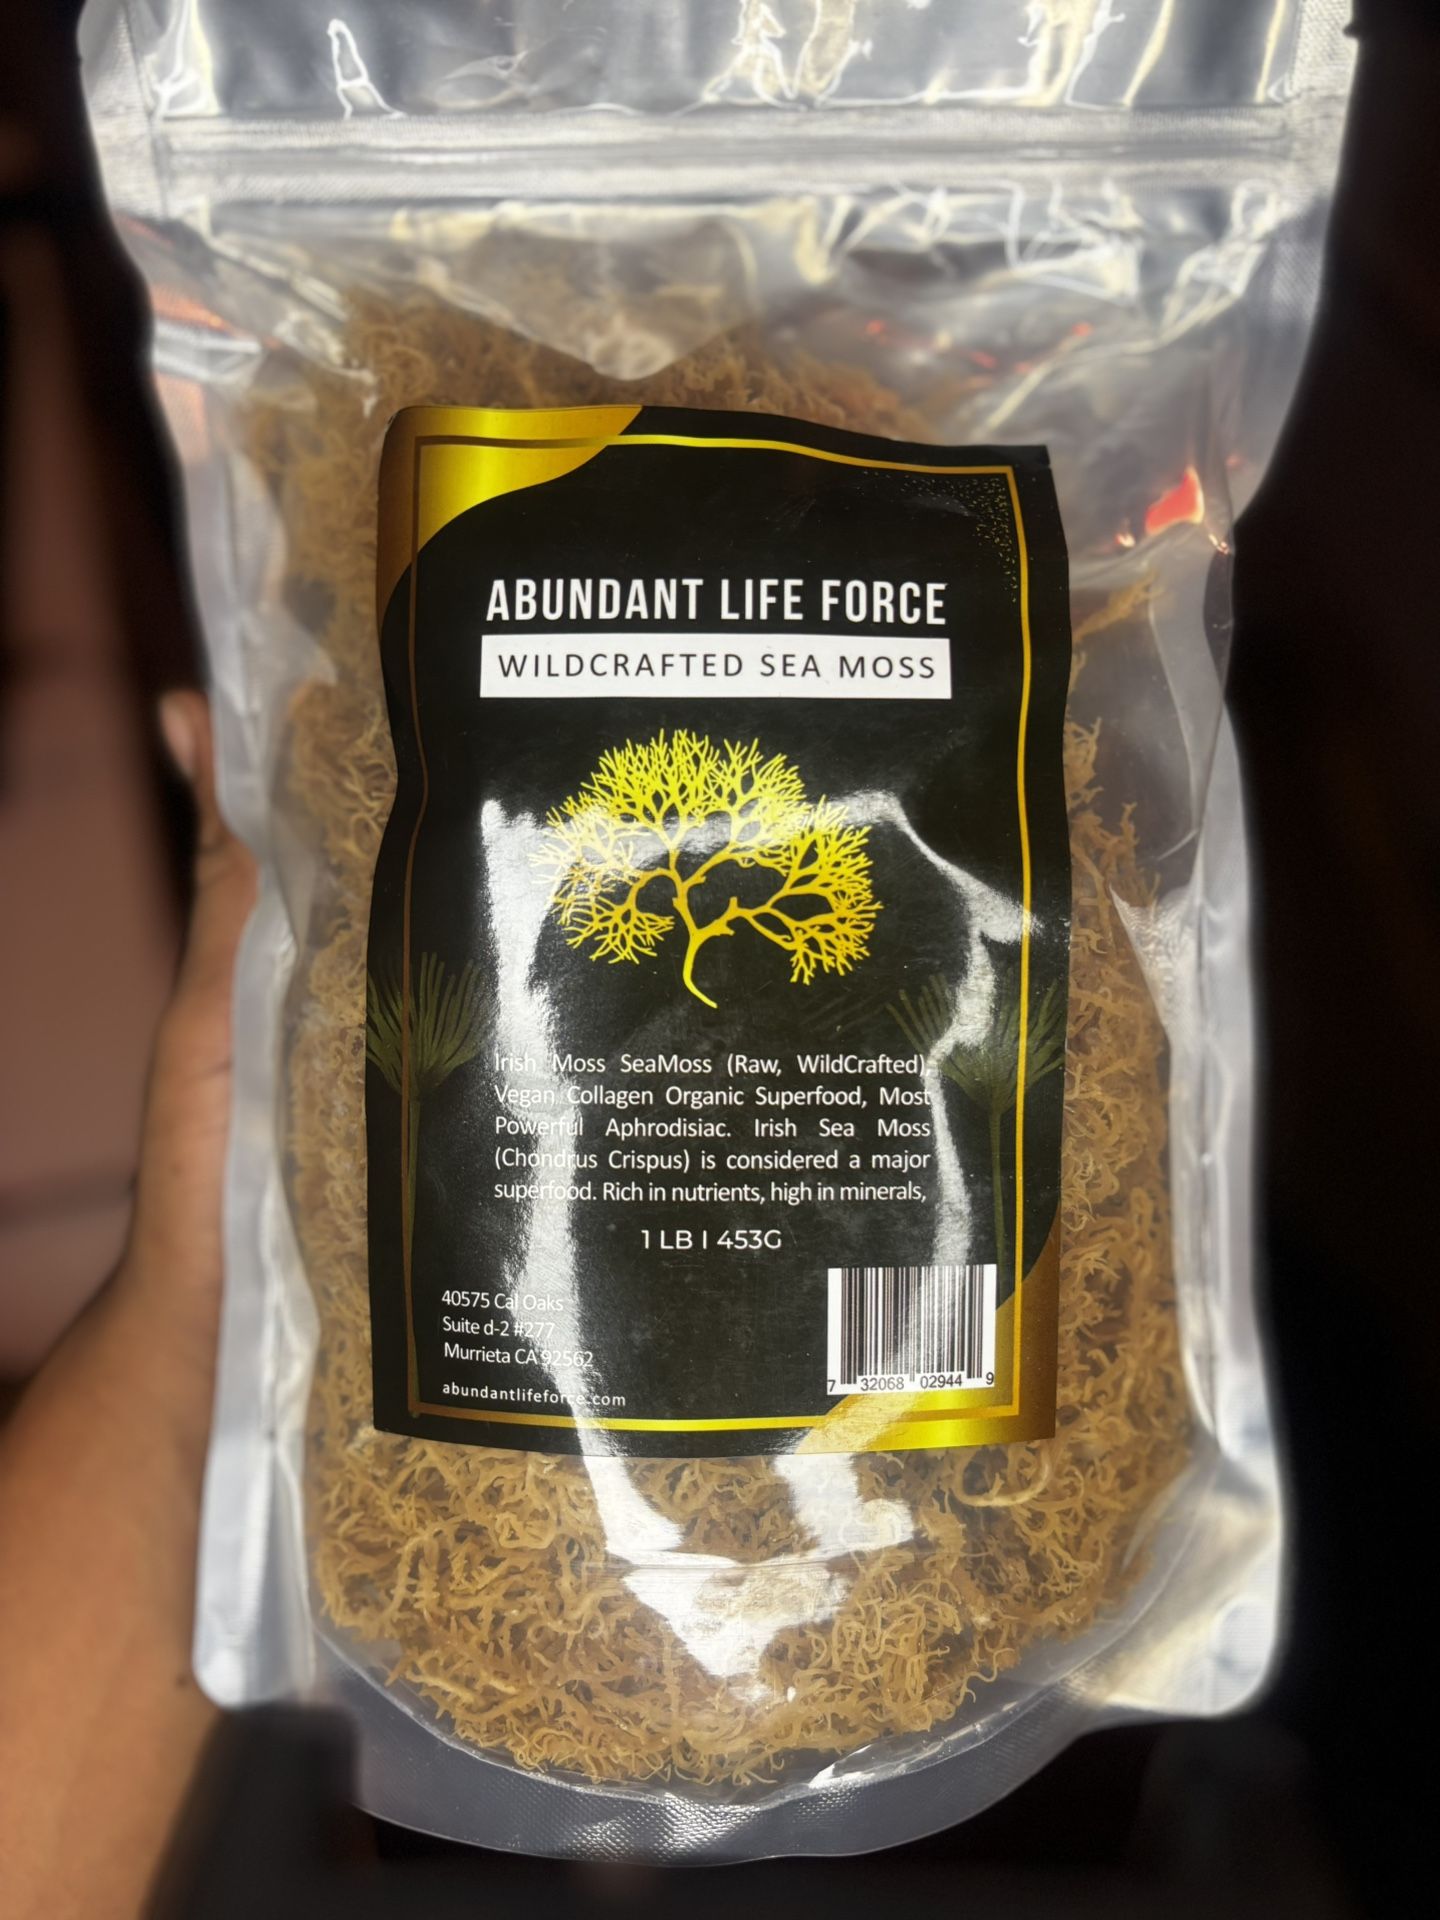 ABUNDANT LIFE FORCE
WILDCRAFTED SEA MOSS
Irish Moss SeaMoss (Raw, WildCrafted),
Vegan Collagen Organic Superfood, Most
Powerful Aphrodisiac. Irish Sea Moss
(Chondrus Crispus) is considered a major
superfood. Rich in nutrients, high in minerals,
1 LB I 453G
40575 Cal Oaks
Suite d-2 #277
Murrieta CA 92562
abundantlifeforce.com
7 32068 02944 9